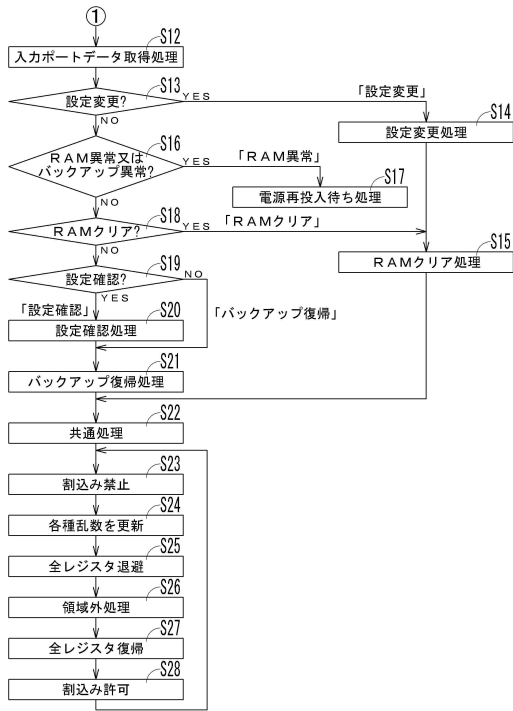 ①
S12
入力ポートデータ取得処理
S13
設定変更?
YES
「設定変更」
NO
S14
設定変更処理
S16
RAM異常又は
バックアップ異常?
YES
「RAM異常」
NO
S17
電源再投入待ち処理
S18
RAMクリア?
YES
「RAMクリア」
NO
S15
RAMクリア処理
S19
設定確認?
NO
YES
「設定確認」
「バックアップ復帰」
S20
設定確認処理
S21
バックアップ復帰処理
S22
共通処理
S23
割込み禁止
S24
各種乱数を更新
S25
全レジスタ退避
S26
領域外処理
S27
全レジスタ復帰
S28
割込み許可